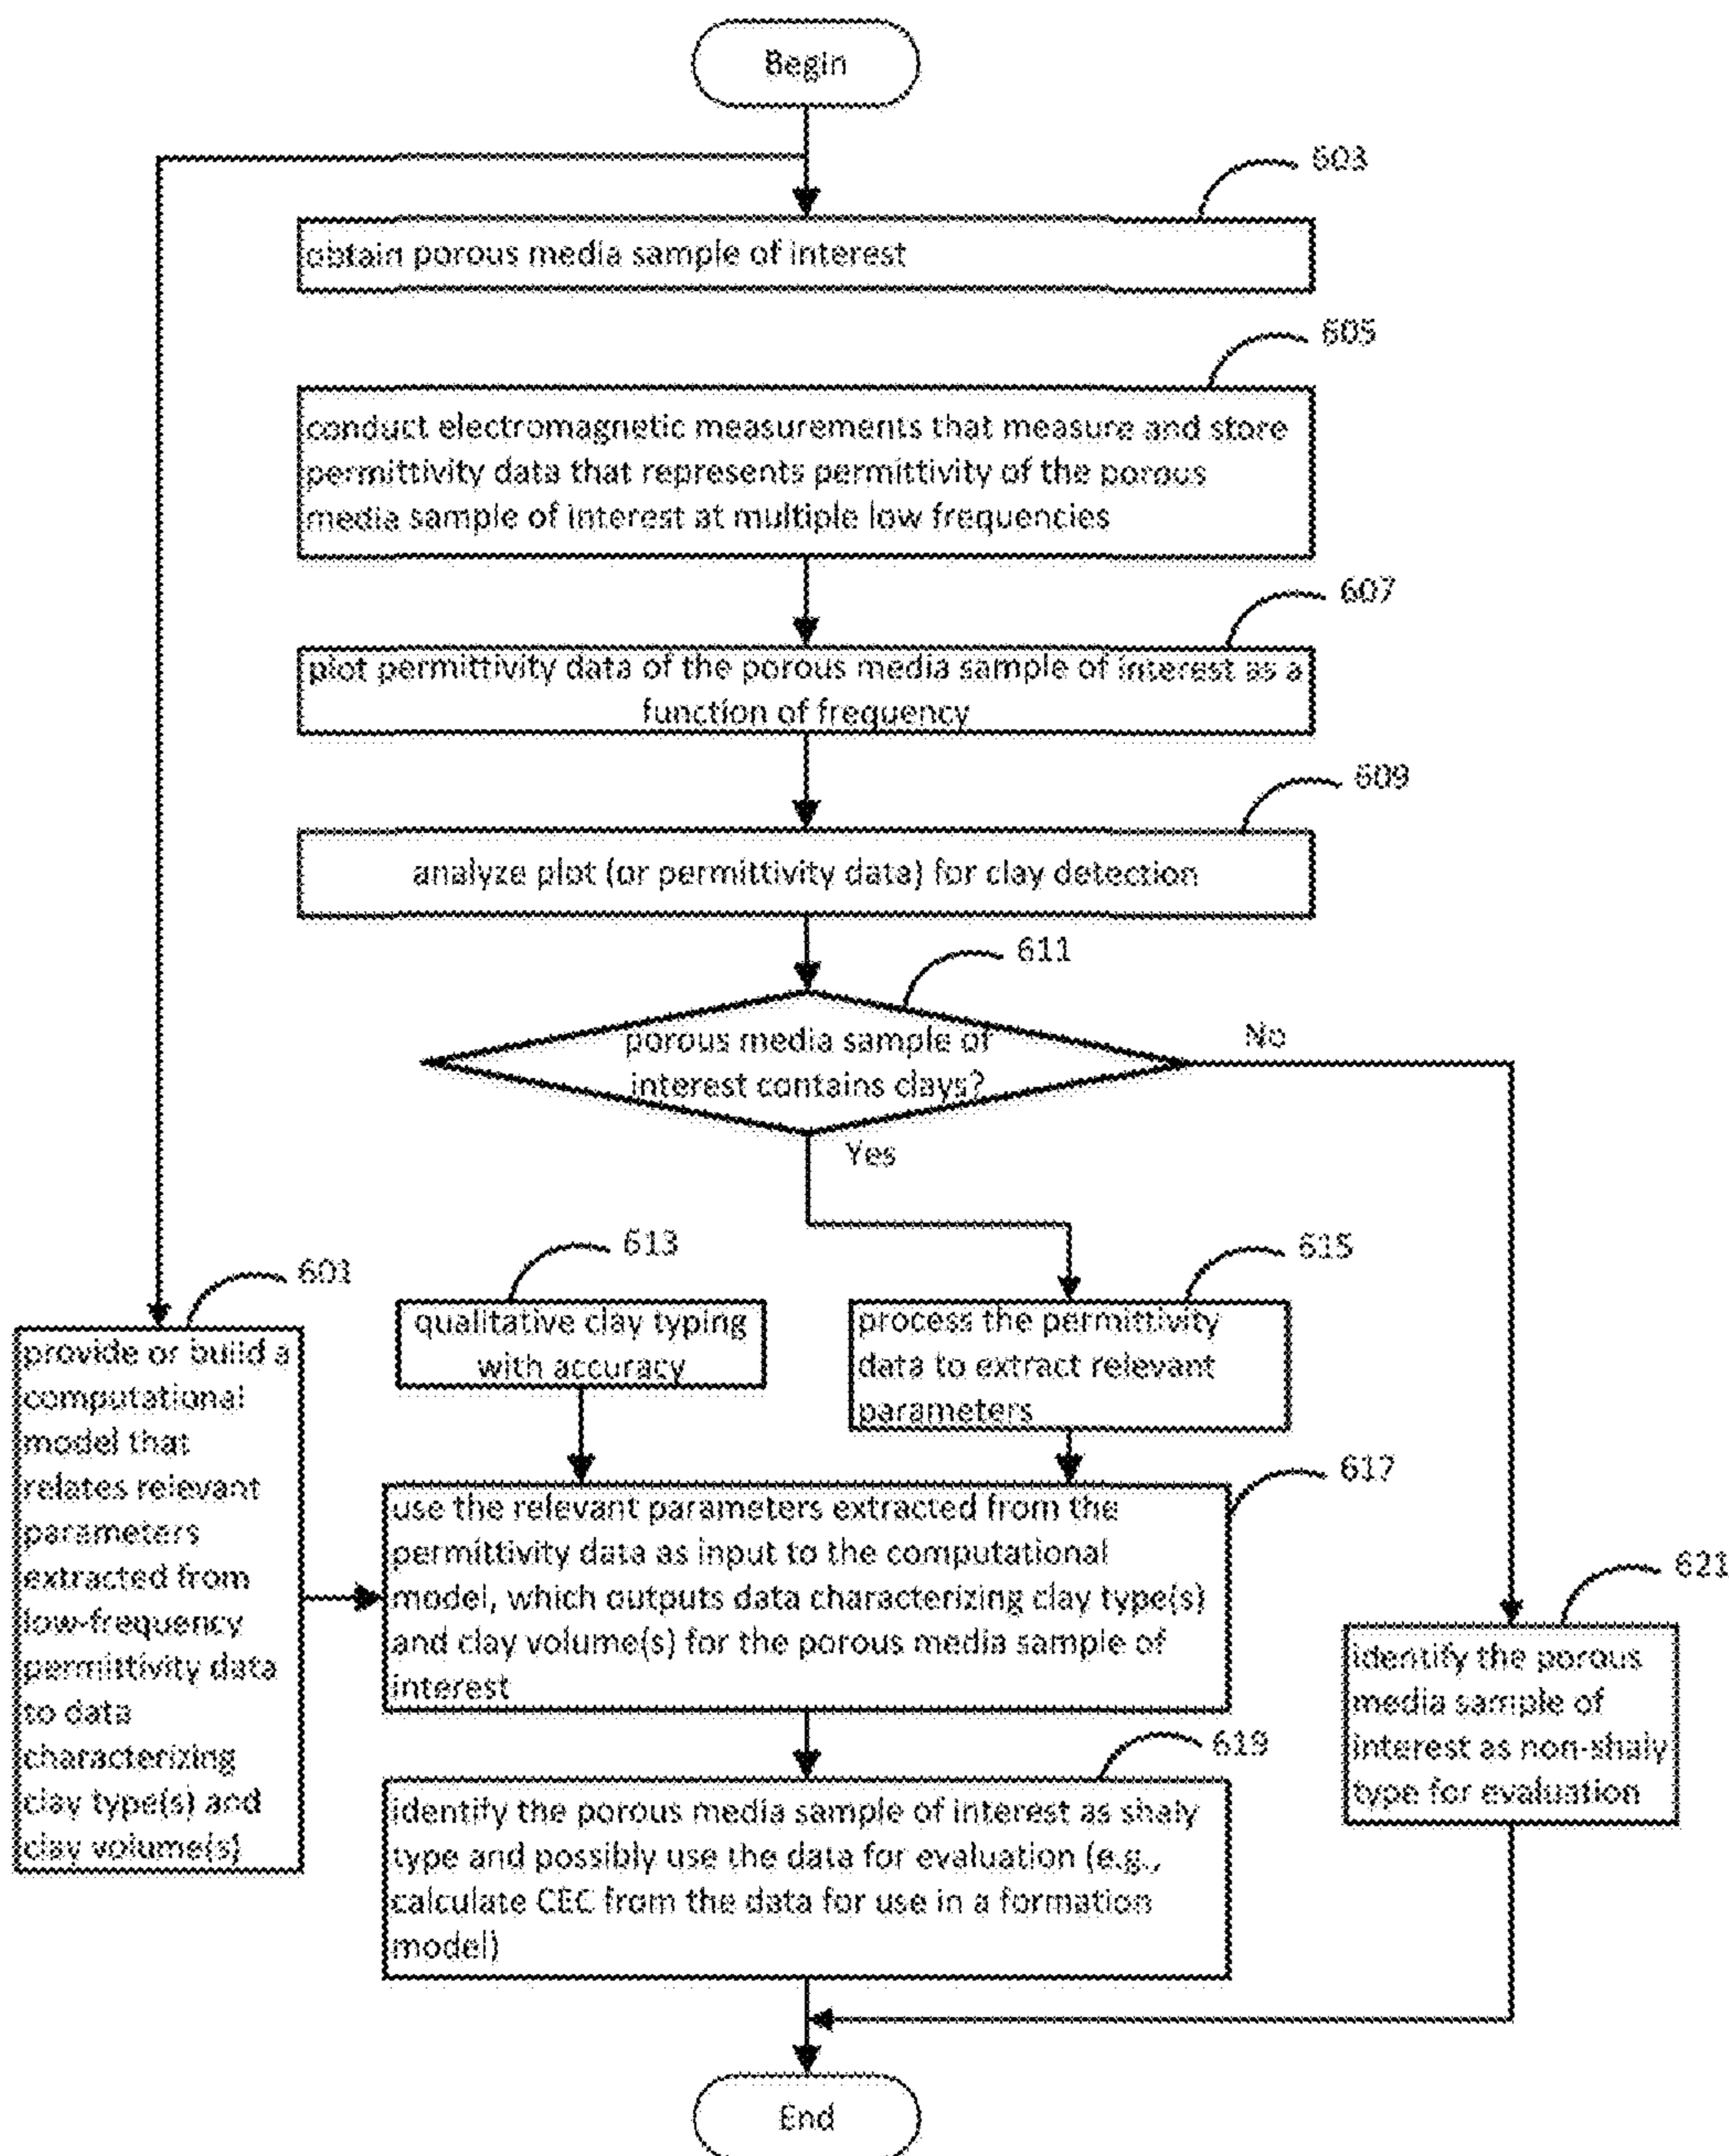 Begin
603
obtain porous media sample of interest
605
conduct electromagnetic measurements that measure and store
permittivity data that represents permittivity of the porous
media sample of interest at multiple low frequencies
607
plot permittivity data of the porous media sample of interest as a
function of frequency
609
analyze plot (or permittivity data) for clay detection
611
porous media sample of
interest contains clays?
No
Yes
601
provide or build a
computational
model that
relates relevant
parameters
extracted from
low-frequency
permittivity data
to data
characterizing
clay type(s) and
clay volume(s)
613
qualitative clay typing
with accuracy
615
process the permittivity
data to extract relevant
parameters
617
use the relevant parameters extracted from the
permittivity data as input to the computational
model, which outputs data characterizing clay type(s)
and clay volume(s) for the porous media sample of
interest
621
identify the porous
media sample of
interest as non-shaly
type for evaluation
619
identify the porous media sample of interest as shaly
type and possibly use the data for evaluation (e.g.,
calculate CEC from the data for use in a formation
model)
End